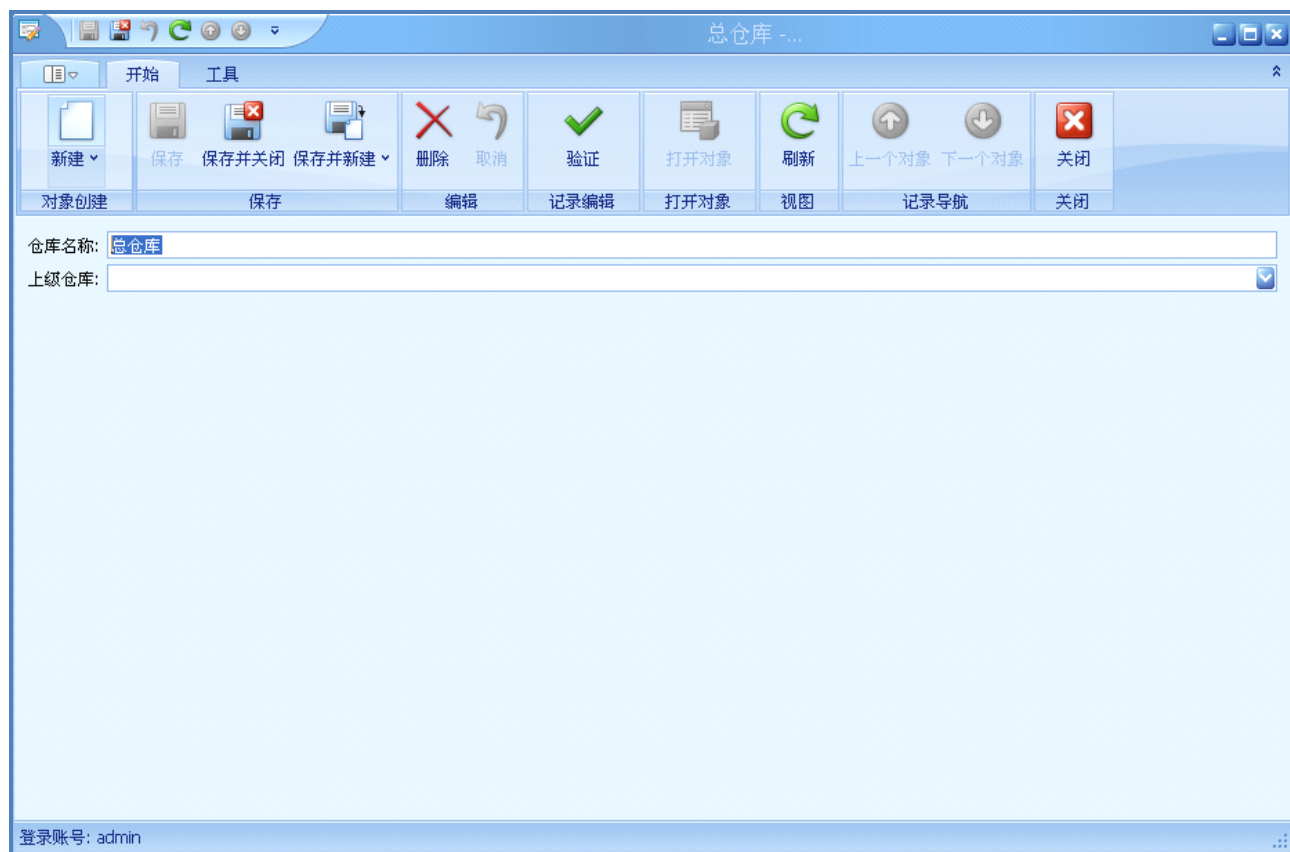 总仓库 -...
开始 工具
新建 保存 保存并关闭 保存并新建 删除 取消 验证 打开对象 刷新 上一个对象 下一个对象 关闭
对象创建 保存 编辑 记录编辑 打开对象 视图 记录导航 关闭
仓库名称: 总仓库
上级仓库:
登录账号: admin